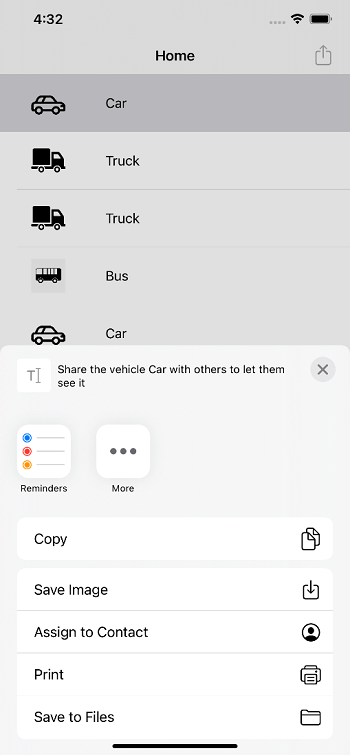 4:32
Home
Car
Truck
Truck
Bus
Car
T
Share the vehicle Car with others to let them
see it
Reminders
More
Copy
Save Image
Assign to Contact
Print
Save to Files